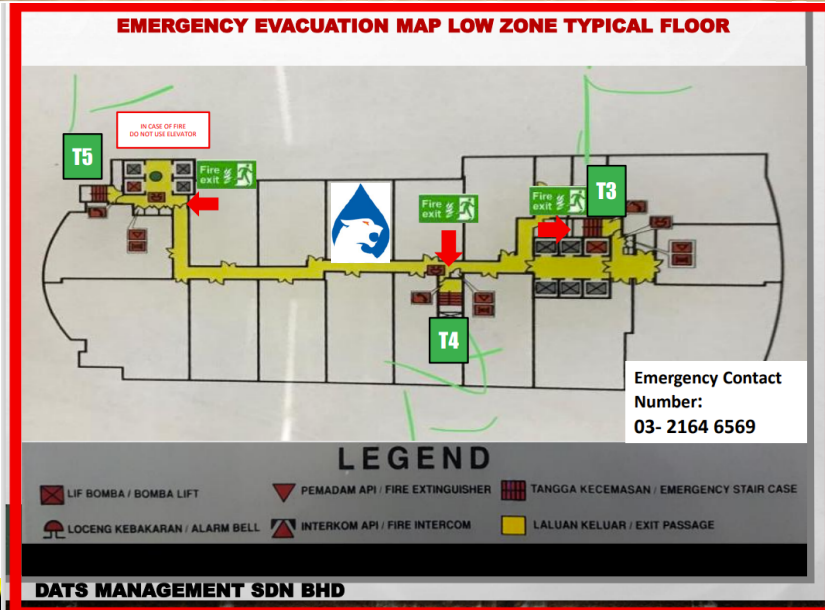 EMERGENCY EVACUATION MAP LOW ZONE TYPICAL FLOOR
IN CASE OF FIRE
DO NOT USE ELEVATOR
T5
Fire
exit
Fire
exit
Fire
exit
T3
T4
Emergency Contact
Number:
03- 2164 6569
LEGEND
LIF BOMBA / BOMBA LIFT
PEMADAM API / FIRE EXTINGUISHER
TANGGA KECEMASAN / EMERGENCY STAIR CASE
LOCENG KEBAKARAN / ALARM BELL
INTERKOM API / FIRE INTERCOM
LALUAN KELUAR / EXIT PASSAGE
DATS MANAGEMENT SDN BHD